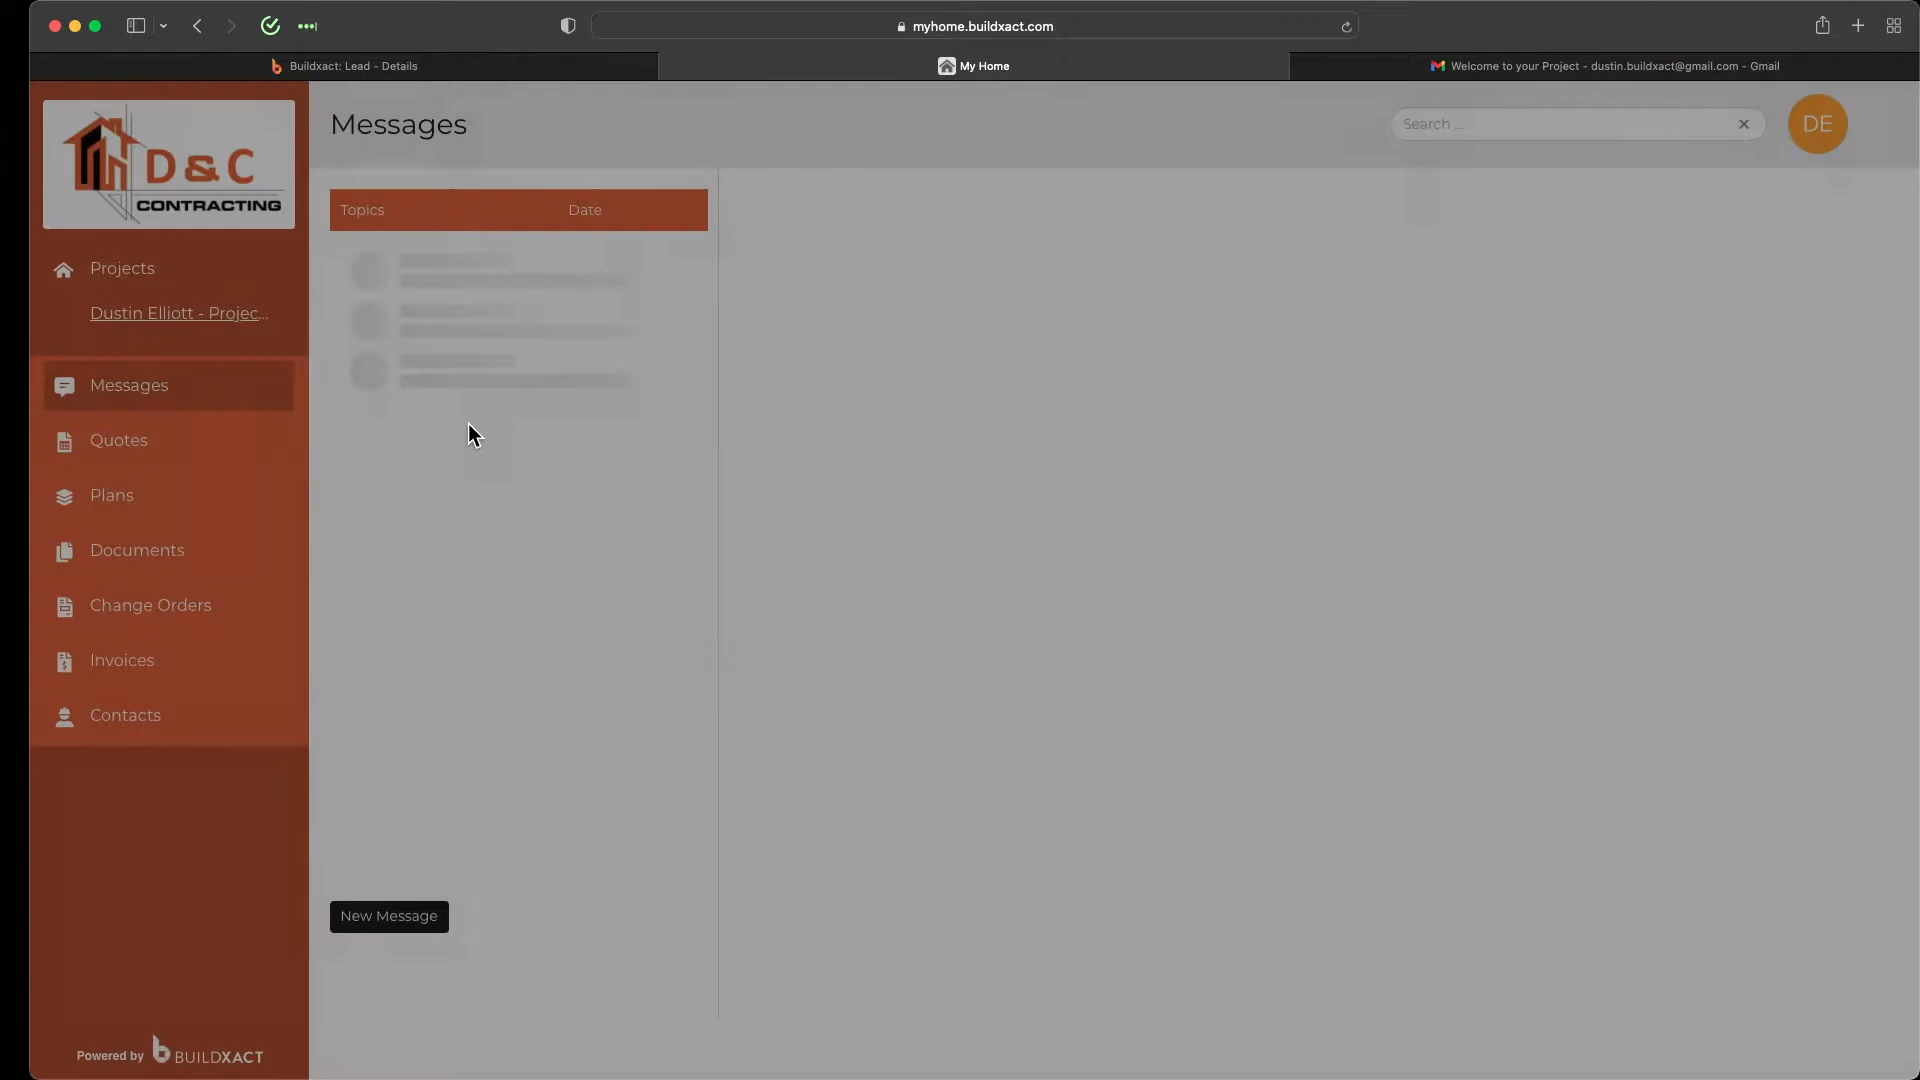 myhome.buildxact.com
Buildxact: Lead - Details
My Home
Welcome to your Project - dustin.buildxact@gmail.com - Gmail
D & C
CONTRACTING
Messages
Search ...
DE
Topics Date
Projects
Dustin Elliott - Projec...
Messages
Quotes
Plans
Documents
Change Orders
Invoices
Contacts
New Message
Powered by BUILDXACT